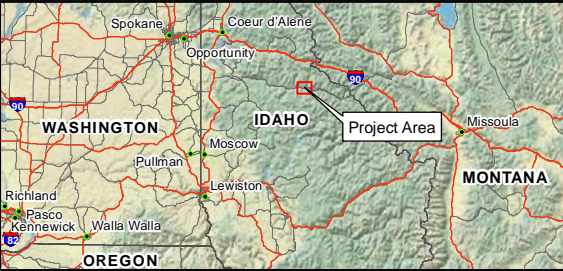 Spokane
Coeur d'Alene
Opportunity
90
90
WASHINGTON
IDAHO
Project Area
Missoula
Moscow
Pullman
MONTANA
Lewiston
Richland
Pasco
Kennewick
Walla Walla
82
OREGON